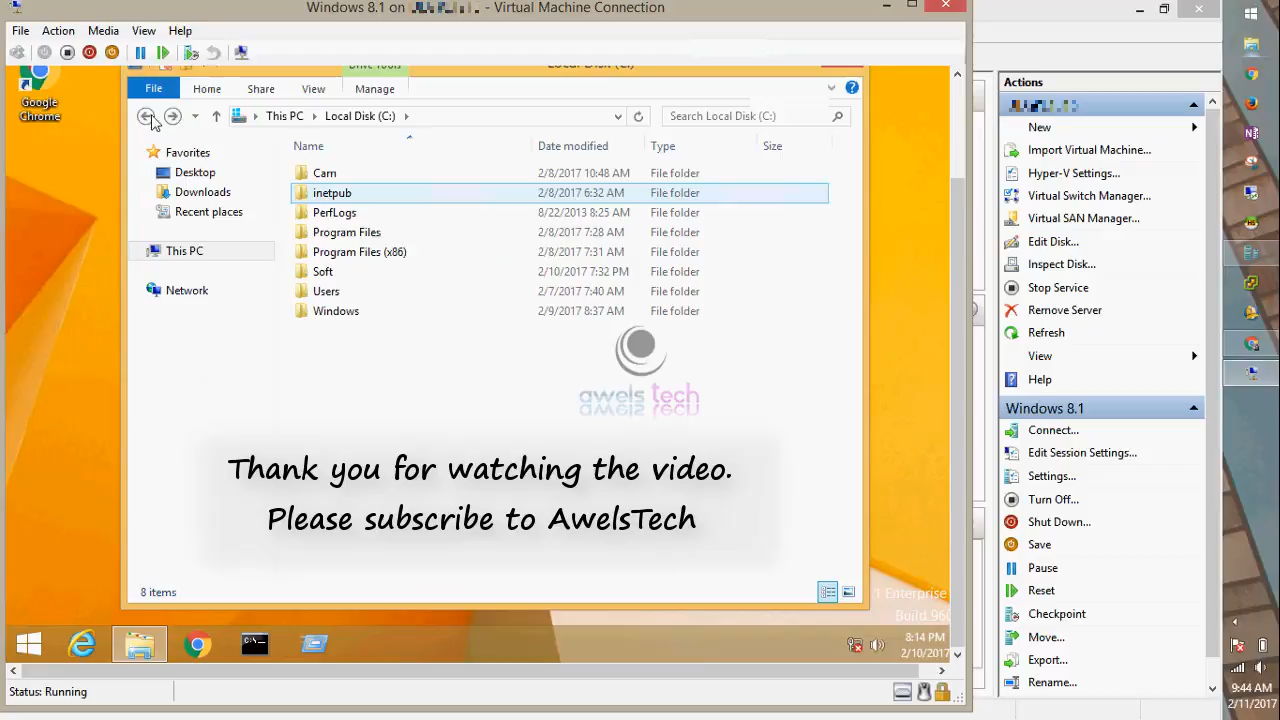 Windows 8.1 on - Virtual Machine Connection
File Action Media View Help
Drive Tools
Local Disk (C:)
File Home Share View Manage
This PC Local Disk (C:)
Search Local Disk (C:)
Name Date modified Type Size
Favorites
Desktop
Downloads
Recent places
This PC
Network
Carn 2/8/2017 10:48 AM File folder
inetpub 2/8/2017 6:32 AM File folder
PerfLogs 8/22/2013 8:25 AM File folder
Program Files 2/8/2017 7:28 AM File folder
Program Files (x86) 2/8/2017 7:31 AM File folder
Soft 2/10/2017 7:32 PM File folder
Users 2/7/2017 7:40 AM File folder
Windows 2/9/2017 8:37 AM File folder
Google
Chrome
awels tech
Thank you for watching the video.
Please subscribe to AwelsTech
8 items
1 Enterprise
Build 960
8:14 PM
2/10/2017
Status: Running
Actions
New
Import Virtual Machine...
Hyper-V Settings...
Virtual Switch Manager...
Virtual SAN Manager...
Edit Disk...
Inspect Disk...
Stop Service
Remove Server
Refresh
View
Help
Windows 8.1
Connect...
Edit Session Settings...
Settings...
Turn Off...
Shut Down...
Save
Pause
Reset
Checkpoint
Move...
Export...
Rename...
9:44 AM
2/11/2017